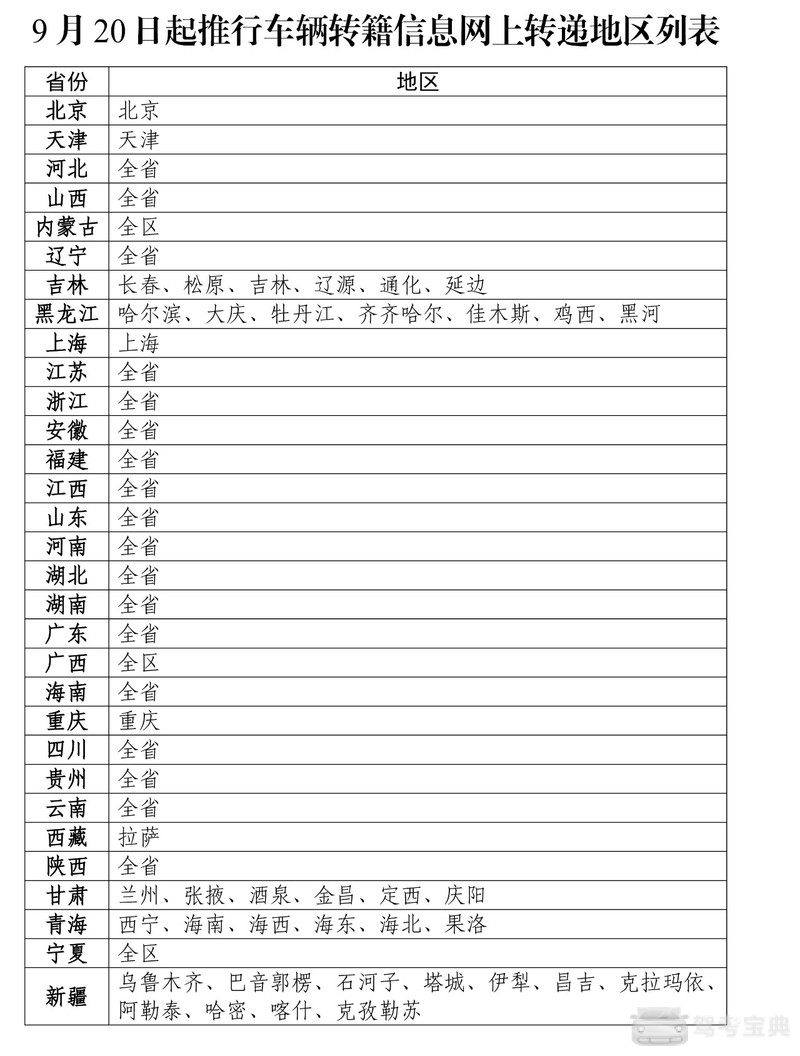 9月20日起推行车辆转籍信息网上转递地区列表
省份 地区
北京 北京
天津 天津
河北 全省
山西 全省
内蒙古 全区
辽宁 全省
吉林 长春、松原、吉林、辽源、通化、延边
黑龙江 哈尔滨、大庆、牡丹江、齐齐哈尔、佳木斯、鸡西、黑河
上海 上海
江苏 全省
浙江 全省
安徽 全省
福建 全省
江西 全省
山东 全省
河南 全省
湖北 全省
湖南 全省
广东 全省
广西 全区
海南 全省
重庆 重庆
四川 全省
贵州 全省
云南 全省
西藏 拉萨
陕西 全省
甘肃 兰州、张掖、酒泉、金昌、定西、庆阳
青海 西宁、海南、海西、海东、海北、果洛
宁夏 全区
新疆 乌鲁木齐、巴音郭楞、石河子、塔城、伊犁、昌吉、克拉玛依、
阿勒泰、哈密、喀什、克孜勒苏
驾考宝典